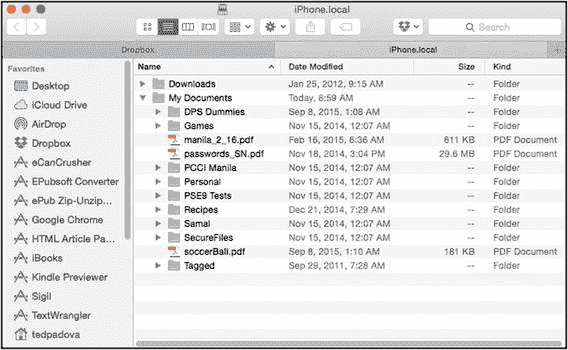 iPhone.local
Search
Dropbox
iPhone.local
Favorites
Desktop
iCloud Drive
AirDrop
Dropbox
eCanCrusher
EPubsoft Converter
ePub Zip-Unzip...
Google Chrome
HTML Article Pa...
iBooks
Kindle Previewer
Sigil
TextWrangler
tedpadova
Name Date Modified Size Kind
Downloads Jan 25, 2012, 9:15 AM -- Folder
My Documents Today, 8:59 AM -- Folder
DPS Dummies Sep 8, 2015, 1:08 AM -- Folder
Games Nov 15, 2014, 12:07 AM -- Folder
manila_2_16.pdf Feb 16, 2015, 6:36 AM 611 KB PDF Document
passwords_SN.pdf Nov 18, 2014, 3:04 PM 29.6 MB PDF Document
PCCI Manila Nov 15, 2014, 12:07 AM -- Folder
Personal Nov 15, 2014, 12:07 AM -- Folder
PSE9 Tests Nov 15, 2014, 12:07 AM -- Folder
Recipes Dec 21, 2014, 7:29 AM -- Folder
Samal Nov 15, 2014, 12:07 AM -- Folder
SecureFiles Nov 15, 2014, 12:07 AM -- Folder
soccerBall.pdf Sep 8, 2015, 1:10 AM 181 KB PDF Document
Tagged Sep 29, 2011, 7:28 AM -- Folder